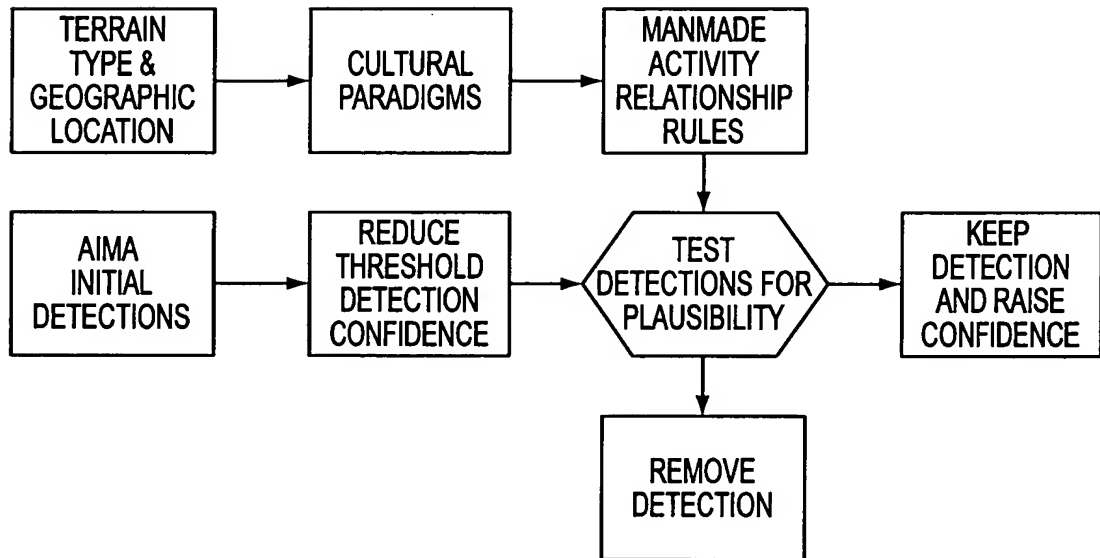 TERRAIN
TYPE &
GEOGRAPHIC
LOCATION
CULTURAL
PARADIGMS
MANMADE
ACTIVITY
RELATIONSHIP
RULES
AIMA
INITIAL
DETECTIONS
REDUCE
THRESHOLD
DETECTION
CONFIDENCE
TEST
DETECTIONS FOR
PLAUSIBILITY
KEEP
DETECTION
AND RAISE
CONFIDENCE
REMOVE
DETECTION